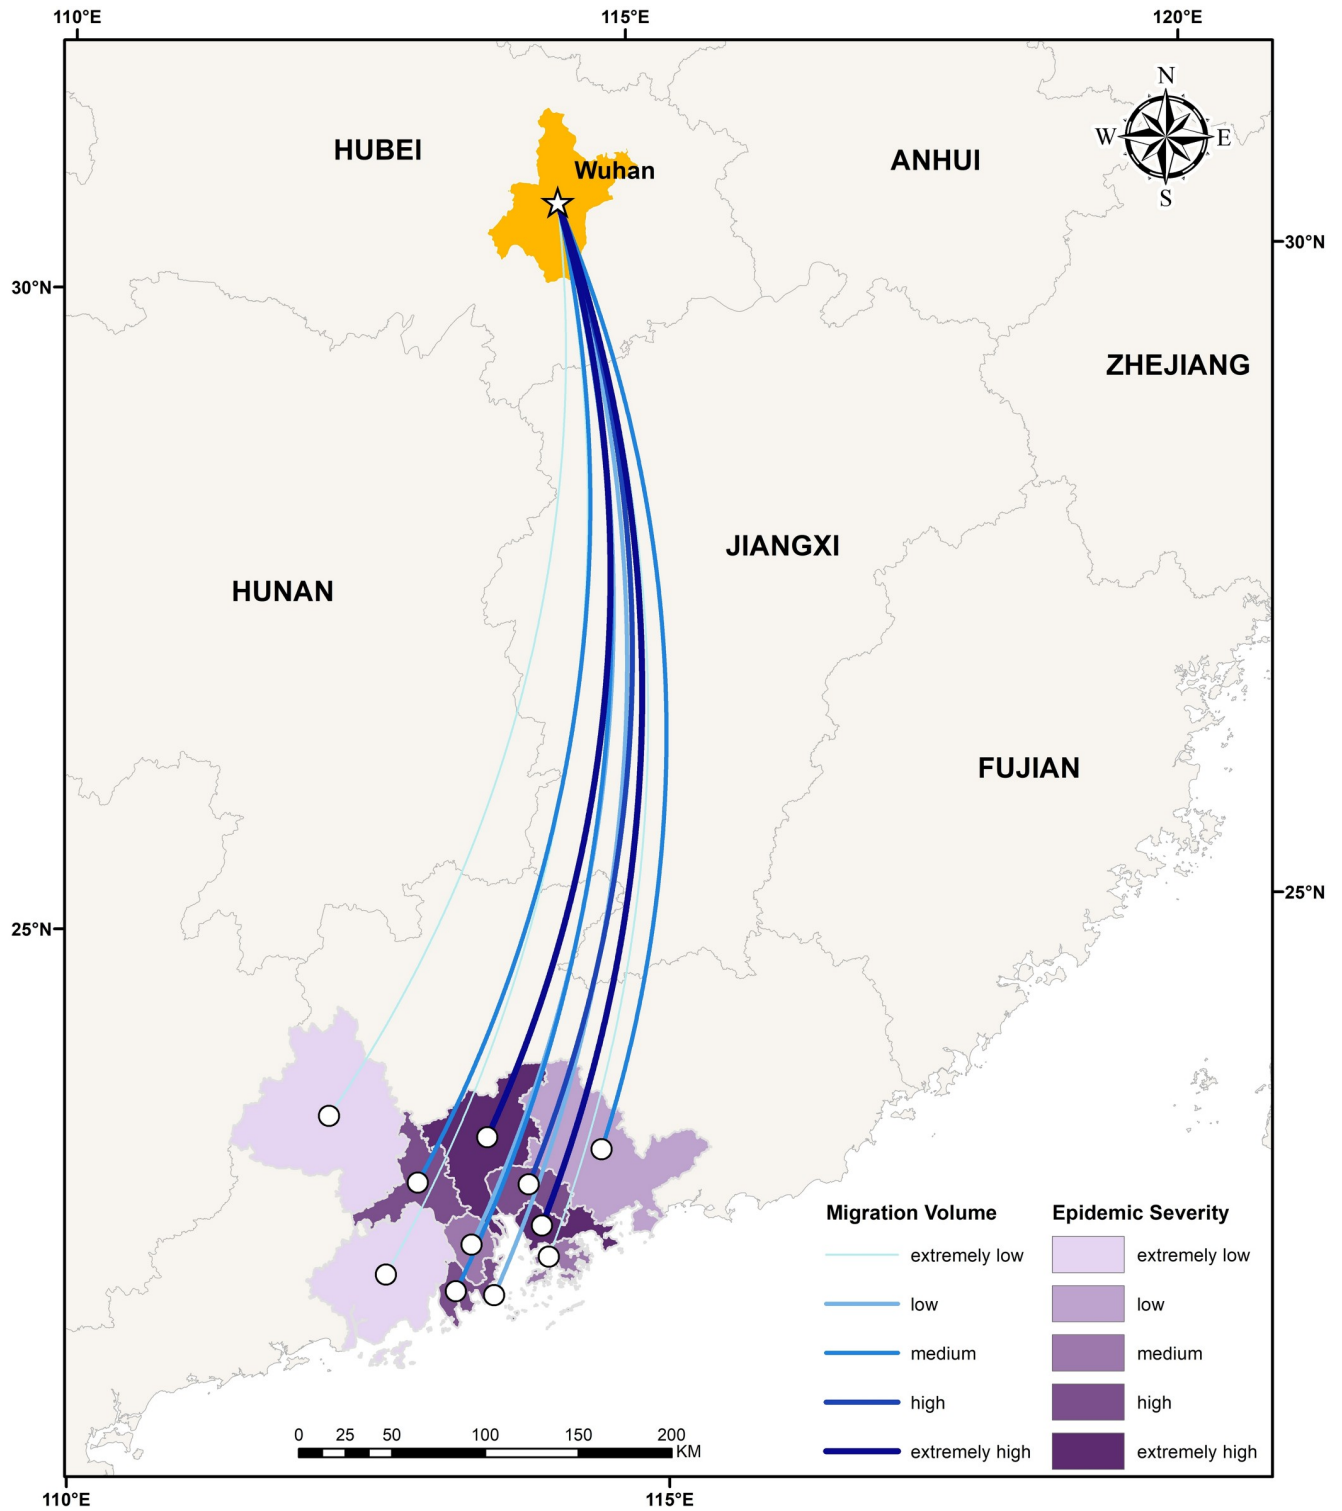 110°E 115°E 120°E
N
W E
S
HUBEI
ANHUI
Wuhan
30°N
30°N
ZHEJIANG
JIANGXI
HUNAN
FUJIAN
25°N
25°N
Migration Volume
extremely low
low
medium
high
extremely high
Epidemic Severity
extremely low
low
medium
high
extremely high
0 25 50 100 150 200
KM
110°E 115°E